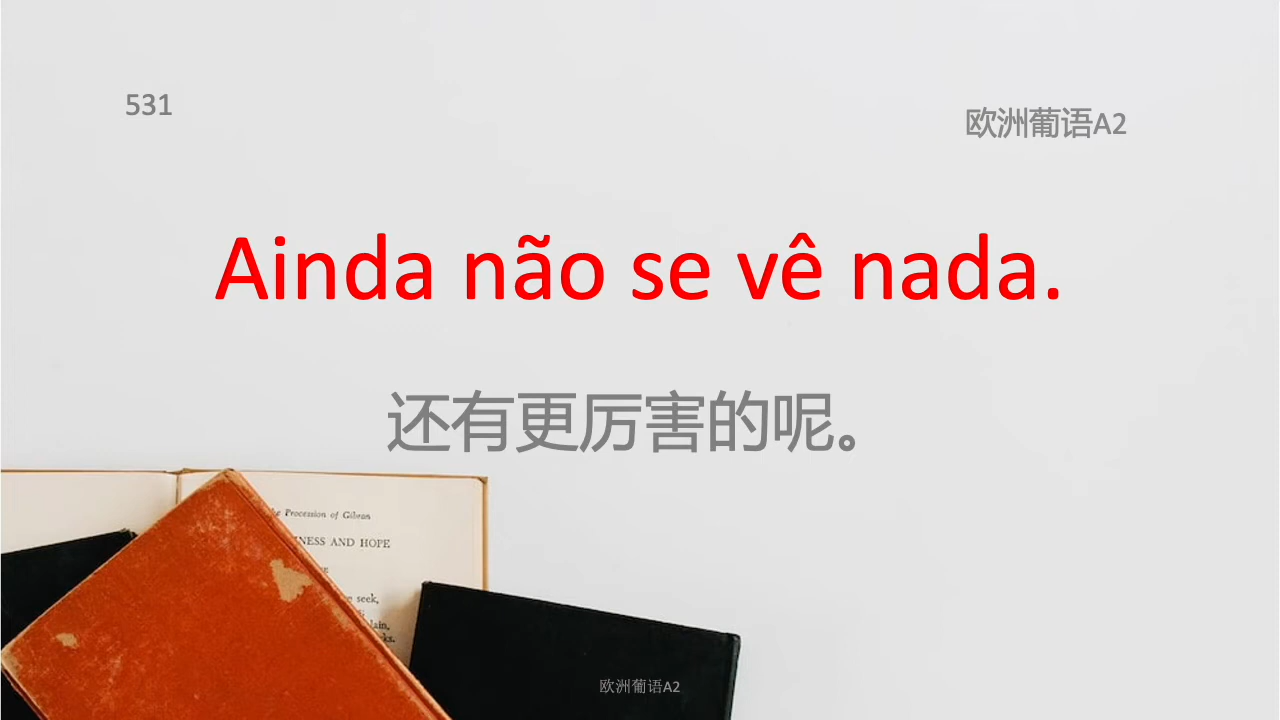 531
欧洲葡语A2
Ainda não se vê nada.
还有更厉害的呢。
the Procession of Gibran
NESS AND HOPE
seek,
欧洲葡语A2